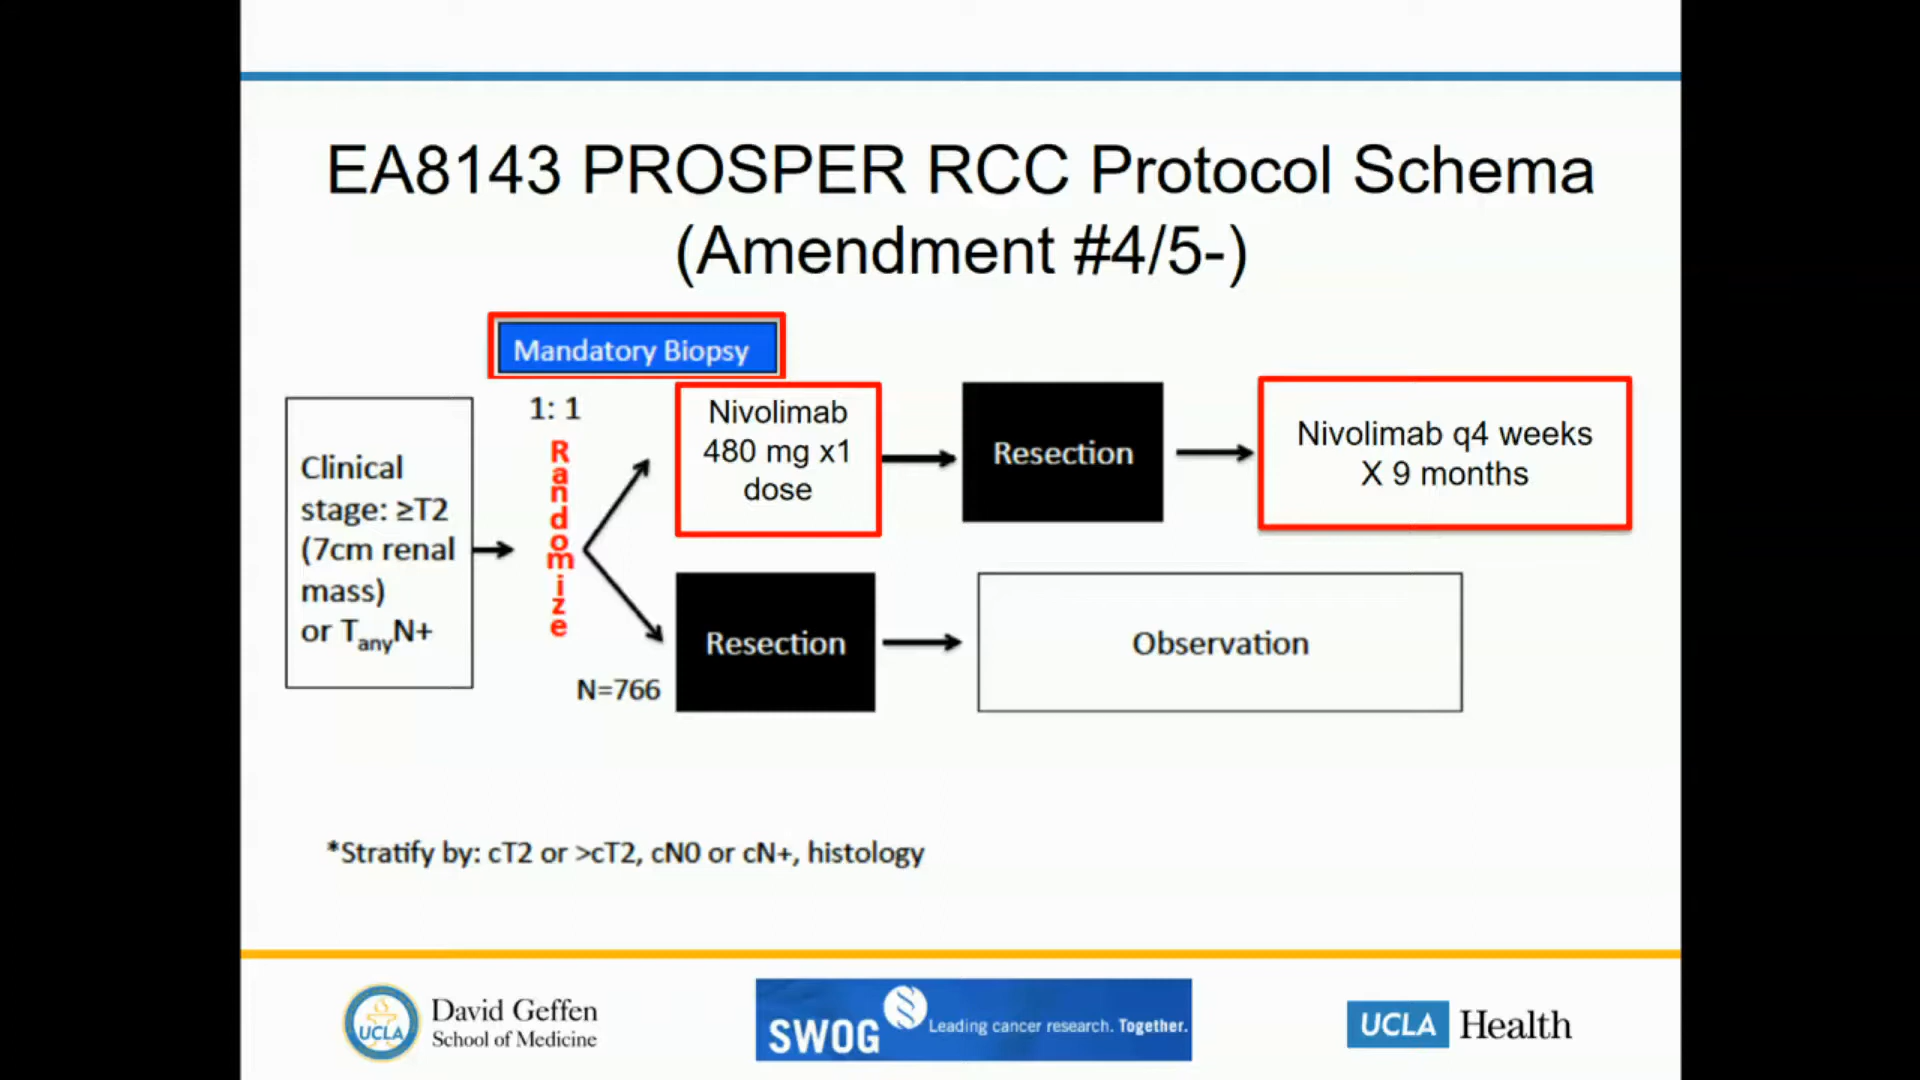 EA8143 PROSPER RCC Protocol Schema
(Amendment #4/5-)
Mandatory Biopsy
Clinical
stage: ≥T2
(7cm renal
mass)
or TanyN+
1: 1
Randomize
N=766
Nivolimab
480 mg x1
dose
Resection
Nivolimab q4 weeks
X 9 months
Resection
Observation
*Stratify by: cT2 or >cT2, cN0 or cN+, histology
UCLA
David Geffen
School of Medicine
SWOG
Leading cancer research. Together.
UCLA Health